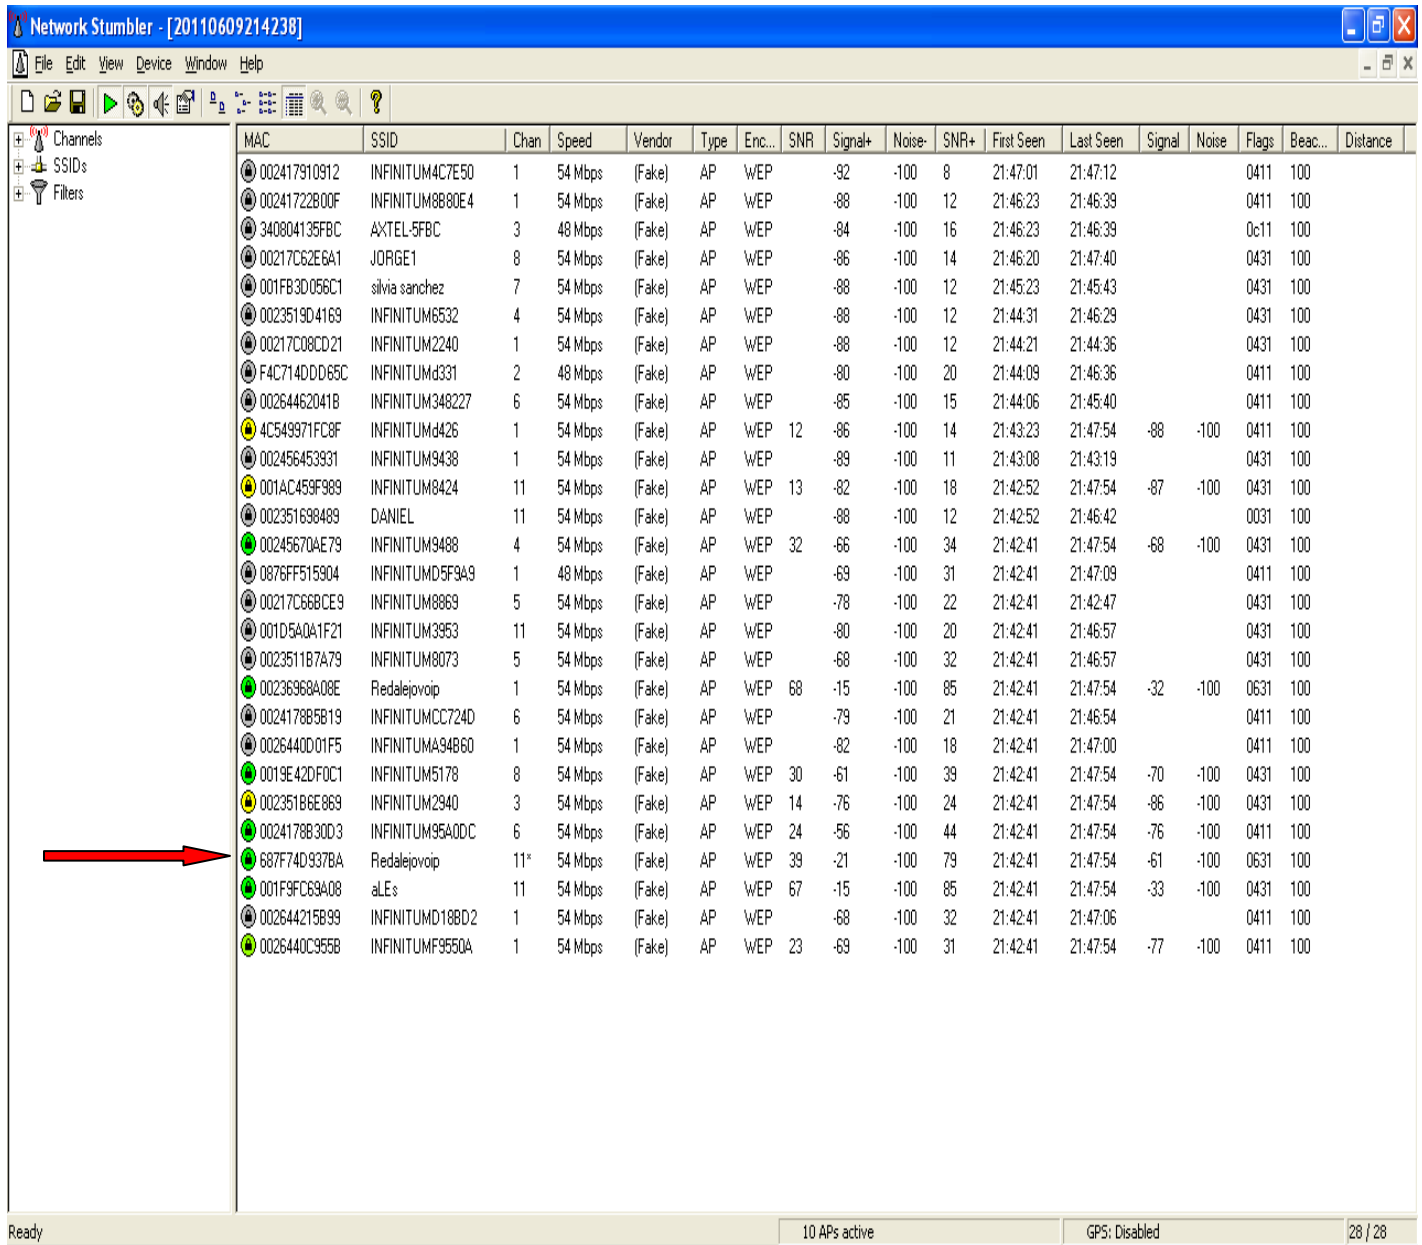 Network Stumbler - [20110609214238]
File Edit View Device Window Help
Channels
SSIDs
Filters
MAC SSID Chan Speed Vendor Type Enc... SNR Signal+ Noise- SNR+ First Seen Last Seen Signal Noise Flags Beac... Distance
002417910912 INFINITUM4C7E50 1 54 Mbps (Fake) AP WEP -92 -100 8 21:47:01 21:47:12 0411 100
00241722B00F INFINITUM8B80E4 1 54 Mbps (Fake) AP WEP -88 -100 12 21:46:23 21:46:39 0411 100
340804135FBC AXTEL-5FBC 3 48 Mbps (Fake) AP WEP -84 -100 16 21:46:23 21:46:39 0c11 100
00217C62E6A1 JORGE1 8 54 Mbps (Fake) AP WEP -86 -100 14 21:46:20 21:47:40 0431 100
001FB3D056C1 silvia sanchez 7 54 Mbps (Fake) AP WEP -88 -100 12 21:45:23 21:45:43 0431 100
0023519D4169 INFINITUM6532 4 54 Mbps (Fake) AP WEP -88 -100 12 21:44:31 21:46:29 0431 100
00217C08CD21 INFINITUM2240 1 54 Mbps (Fake) AP WEP -88 -100 12 21:44:21 21:44:36 0431 100
F4C714DDD65C INFINITUMd331 2 48 Mbps (Fake) AP WEP -80 -100 20 21:44:09 21:46:36 0411 100
00264462041B INFINITUM348227 6 54 Mbps (Fake) AP WEP -85 -100 15 21:44:06 21:45:40 0411 100
4C549971FC8F INFINITUMd426 1 54 Mbps (Fake) AP WEP 12 -86 -100 14 21:43:23 21:47:54 -88 -100 0411 100
002456453931 INFINITUM9438 1 54 Mbps (Fake) AP WEP -89 -100 11 21:43:08 21:43:19 0431 100
001AC459F989 INFINITUM8424 11 54 Mbps (Fake) AP WEP 13 -82 -100 18 21:42:52 21:47:54 -87 -100 0431 100
002351698489 DANIEL 11 54 Mbps (Fake) AP WEP -88 -100 12 21:42:52 21:46:42 0031 100
00245670AE79 INFINITUM9488 4 54 Mbps (Fake) AP WEP 32 -66 -100 34 21:42:41 21:47:54 -68 -100 0431 100
0876FF515904 INFINITUMD5F9A9 1 48 Mbps (Fake) AP WEP -69 -100 31 21:42:41 21:47:09 0411 100
00217C66BCE9 INFINITUM8869 5 54 Mbps (Fake) AP WEP -78 -100 22 21:42:41 21:42:47 0431 100
001D5A0A1F21 INFINITUM3953 11 54 Mbps (Fake) AP WEP -80 -100 20 21:42:41 21:46:57 0431 100
0023511B7A79 INFINITUM8073 5 54 Mbps (Fake) AP WEP -68 -100 32 21:42:41 21:46:57 0431 100
00236968A08E Redalejovoip 1 54 Mbps (Fake) AP WEP 68 -15 -100 85 21:42:41 21:47:54 -32 -100 0631 100
0024178B5B19 INFINITUMCC724D 6 54 Mbps (Fake) AP WEP -79 -100 21 21:42:41 21:46:54 0411 100
0026440D01F5 INFINITUMA94B60 1 54 Mbps (Fake) AP WEP -82 -100 18 21:42:41 21:47:00 0411 100
0019E42DF0C1 INFINITUM5178 8 54 Mbps (Fake) AP WEP 30 -61 -100 39 21:42:41 21:47:54 -70 -100 0431 100
002351B6E869 INFINITUM2940 3 54 Mbps (Fake) AP WEP 14 -76 -100 24 21:42:41 21:47:54 -86 -100 0431 100
0024178B30D3 INFINITUM95A0DC 6 54 Mbps (Fake) AP WEP 24 -56 -100 44 21:42:41 21:47:54 -76 -100 0411 100
687F74D937BA Redalejovoip 11* 54 Mbps (Fake) AP WEP 39 -21 -100 79 21:42:41 21:47:54 -61 -100 0631 100
001F9FC69A08 aLEs 11 54 Mbps (Fake) AP WEP 67 -15 -100 85 21:42:41 21:47:54 -33 -100 0431 100
002644215B99 INFINITUMD18BD2 1 54 Mbps (Fake) AP WEP -68 -100 32 21:42:41 21:47:06 0411 100
0026440C955B INFINITUMF9550A 1 54 Mbps (Fake) AP WEP 23 -69 -100 31 21:42:41 21:47:54 -77 -100 0411 100
Ready 10 APs active GPS: Disabled 28 / 28